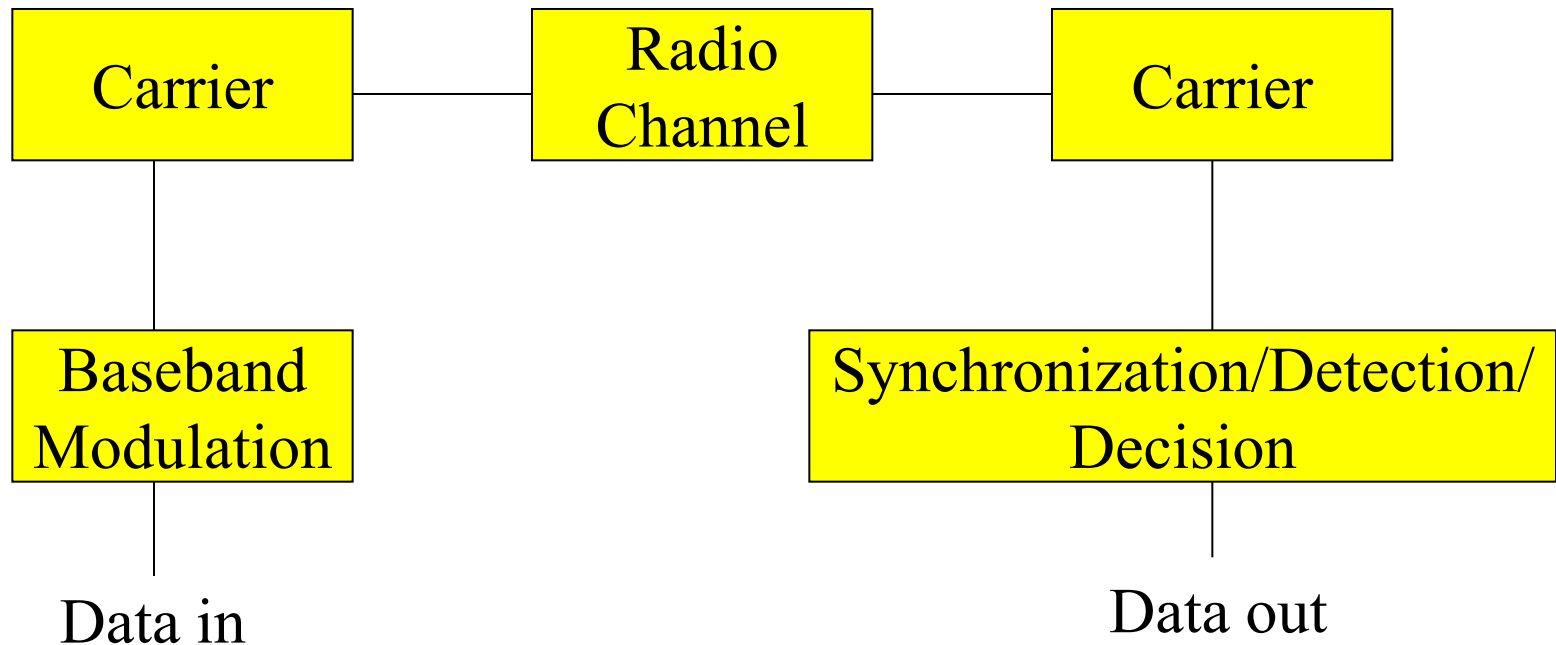 Carrier
Radio
Channel
Carrier
Baseband
Modulation
Synchronization/Detection/
Decision
Data in
Data out